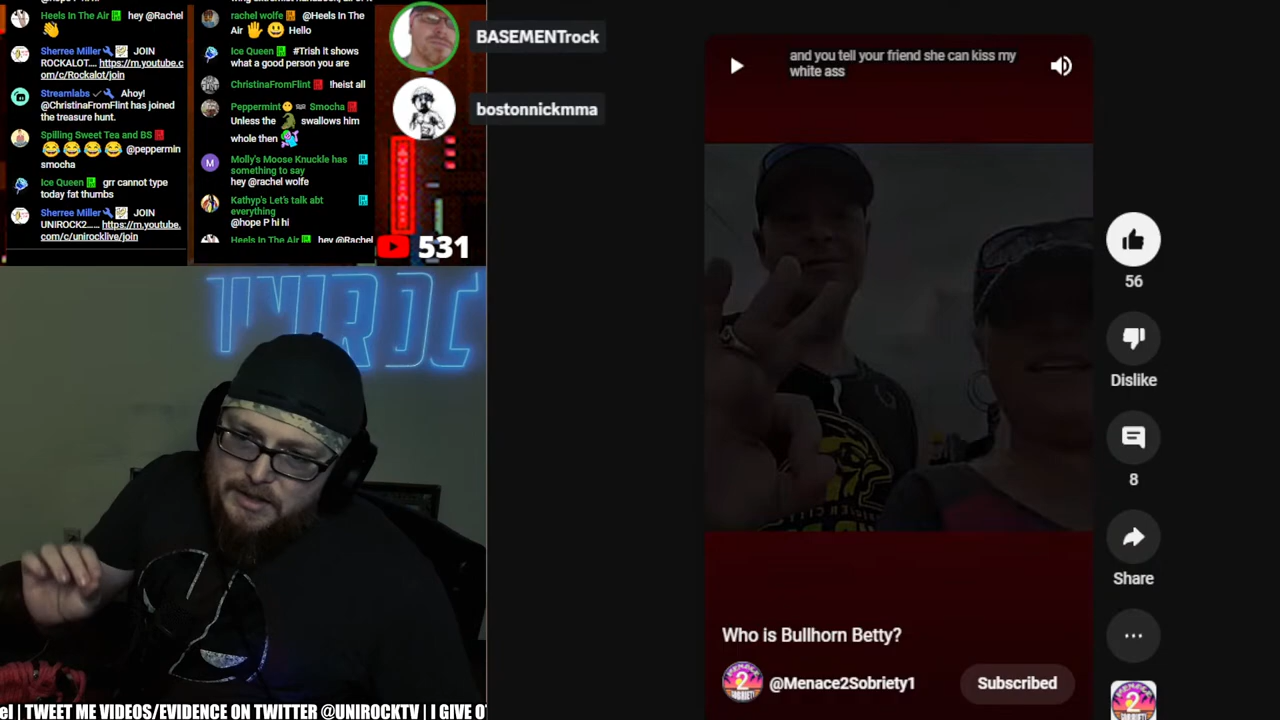 Heels In The Air hey @Rachel
Sherree Miller JOIN
ROCKALOT.... https://m.youtube.c
om/c/Rockalot/join
Streamlabs Ahoy!
@ChristinaFromFlint has joined
the treasure hunt.
Spilling Sweet Tea and BS
@peppermin
smocha
Ice Queen grr cannot type
today fat thumbs
Sherree Miller JOIN
UNIROCK2...... https://m.youtube.
com/c/unirocklive/join
rachel wolfe @Heels In The
Air Hello
Ice Queen #Trish it shows
what a good person you are
ChristinaFromFlint !heist all
Peppermint Smocha
Unless the swallows him
whole then
Molly's Moose Knuckle has
something to say
hey @rachel wolfe
Kathyp's Let's talk abt
everything
@hope P hi hi
Heels In The Air hey @Rachel
BASEMENTrock
bostonnickmma
531
UNIROC
and you tell your friend she can kiss my
white ass
56
Dislike
8
Share
Who is Bullhorn Betty?
@Menace2Sobriety1
Subscribed
| TWEET ME VIDEOS/EVIDENCE ON TWITTER @UNIROCKTV | I GIVE